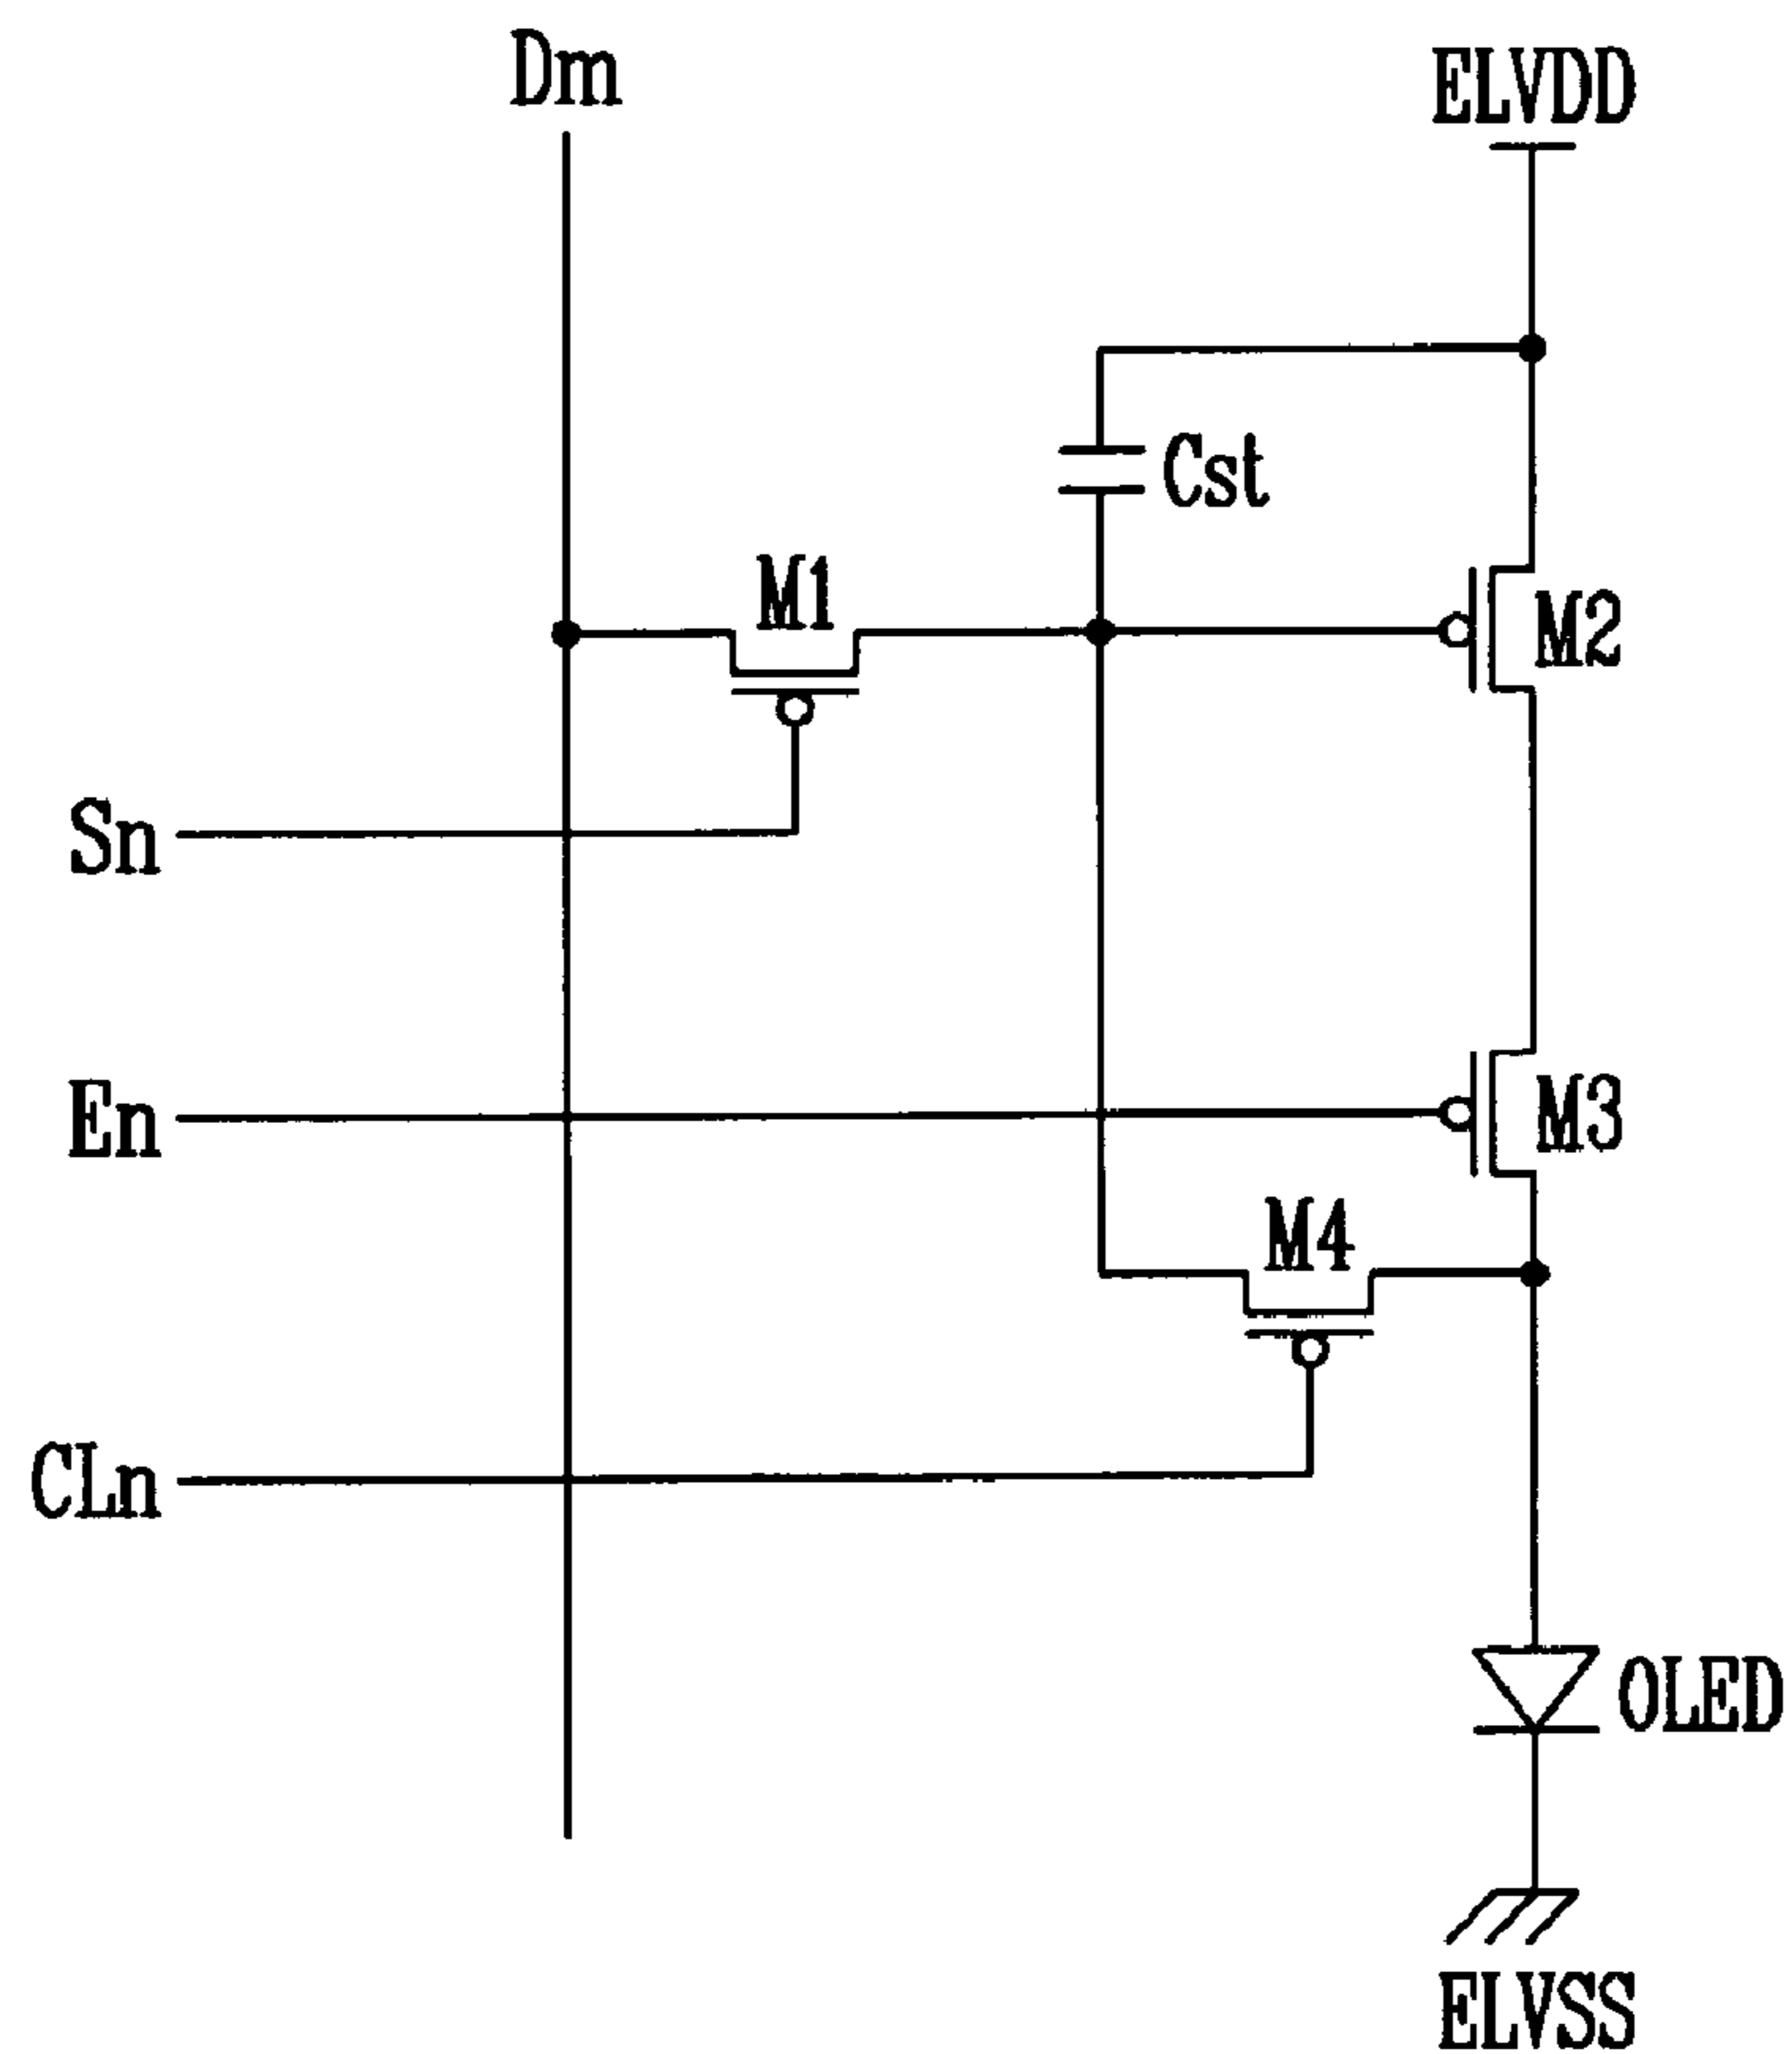 Dm
ELVDD
Cst
M1
M2
Sn
En
M3
M4
CLn
OLED
ELVSS